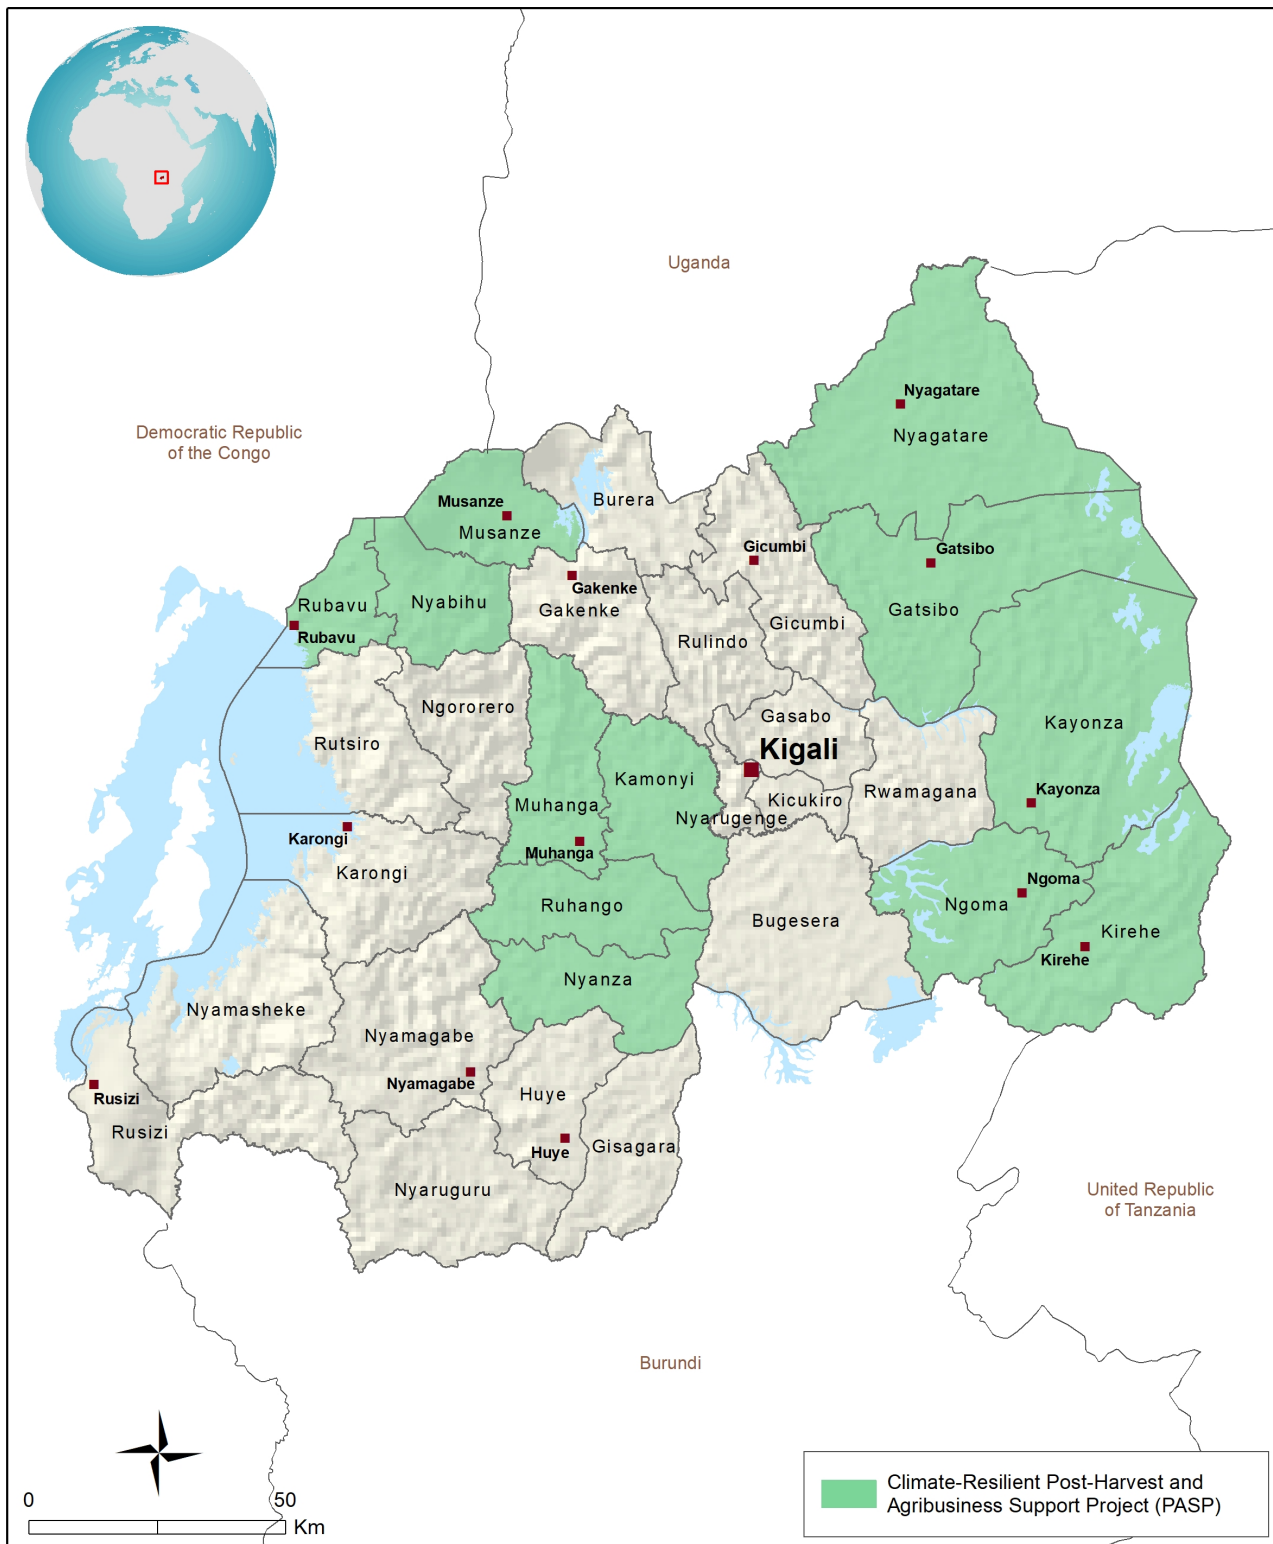 Uganda
Nyagatare
Nyagatare
Democratic Republic
of the Congo
Musanze
Musanze
Burera
Gicumbi
Gatsibo
Gakenke
Gakenke
Rubavu
Rubavu
Nyabihu
Gatsibo
Rulindo
Gicumbi
Ngororero
Rutsiro
Gasabo
Kigali
Kayonza
Kamonyi
Kayonza
Rwamagana
Kicukiro
Muhanga
Nyarugenge
Karongi
Muhanga
Karongi
Ngoma
Ruhango
Ngoma
Bugesera
Kirehe
Kirehe
Nyanza
Nyamasheke
Nyamagabe
Nyamagabe
Rusizi
Huye
Rusizi
Huye
Gisagara
Nyaruguru
United Republic
of Tanzania
Burundi
0 50
Km
Climate-Resilient Post-Harvest and
Agribusiness Support Project (PASP)